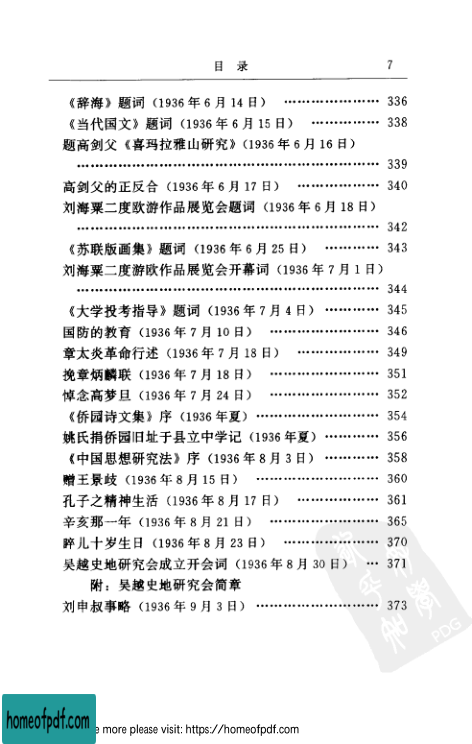 目 录 7
《辞海》题词（1936 年 6 月 14 日） ………………… 336
《当代国文》题词（1936 年 6 月 15 日） …………… 338
题高剑父《喜玛拉雅山研究》（1936 年 6 月 16 日）
………………………………………………………… 339
高剑父的正反合（1936 年 6 月 17 日） ……………… 340
刘海粟二度欧游作品展览会题词（1936 年 6 月 18 日）
………………………………………………………… 342
《苏联版画集》题词（1936 年 6 月 25 日） ………… 343
刘海粟二度游欧作品展览会开幕词（1936 年 7 月 1 日）
………………………………………………………… 344
《大学投考指导》题词（1936 年 7 月 4 日） ………… 345
国防的教育（1936 年 7 月 10 日） …………………… 346
章太炎革命行述（1936 年 7 月 18 日） ……………… 349
挽章炳麟联（1936 年 7 月 18 日） …………………… 351
悼念高梦旦（1936 年 7 月 24 日） …………………… 352
《侨园诗文集》序（1936 年夏） ……………………… 354
姚氏捐侨园旧址于县立中学记（1936 年夏） ………… 356
《中国思想研究法》序（1936 年 8 月 3 日） ………… 358
赠王景歧（1936 年 8 月 15 日） ……………………… 360
孔子之精神生活（1936 年 8 月 17 日） ……………… 361
辛亥那一年（1936 年 8 月 21 日） …………………… 365
睟儿十岁生日（1936 年 8 月 23 日） ………………… 370
吴越史地研究会成立开会词（1936 年 8 月 30 日） … 371
附：吴越史地研究会简章
刘申叔事略（1936 年 9 月 3 日） ……………………… 373
PDG
homeofpdf.com
e more please visit: https://homeofpdf.com